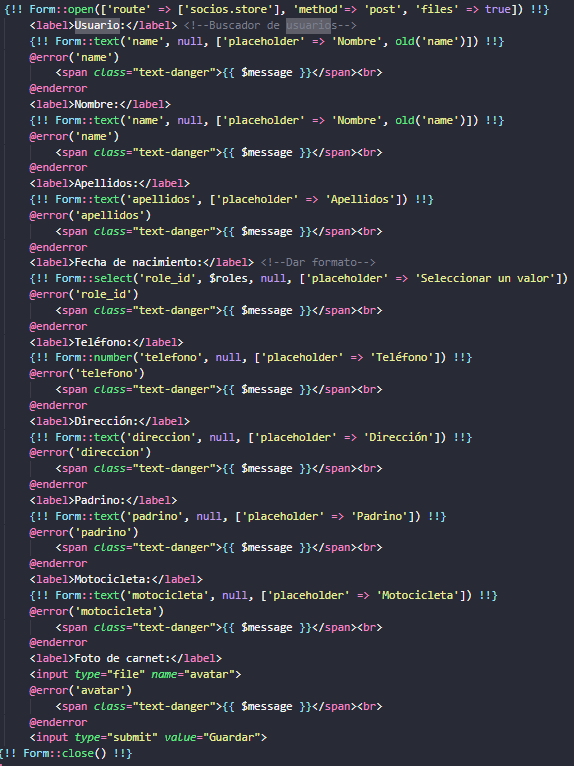 {!! Form::open(['route' => ['socios.store'], 'method'=> 'post', 'files' => true]) !!}
<label>Usuario:</label> <!--Buscador de usuarios-->
{!! Form::text('name', null, ['placeholder' => 'Nombre', old('name')]) !!}
@error('name')
<span class="text-danger">{{ $message }}</span><br>
@enderror
<label>Nombre:</label>
{!! Form::text('name', null, ['placeholder' => 'Nombre', old('name')]) !!}
@error('name')
<span class="text-danger">{{ $message }}</span><br>
@enderror
<label>Apellidos:</label>
{!! Form::text('apellidos', ['placeholder' => 'Apellidos']) !!}
@error('apellidos')
<span class="text-danger">{{ $message }}</span><br>
@enderror
<label>Fecha de nacimiento:</label> <!--Dar formato-->
{!! Form::select('role_id', $roles, null, ['placeholder' => 'Seleccionar un valor'])
@error('role_id')
<span class="text-danger">{{ $message }}</span><br>
@enderror
<label>Teléfono:</label>
{!! Form::number('telefono', null, ['placeholder' => 'Teléfono']) !!}
@error('telefono')
<span class="text-danger">{{ $message }}</span><br>
@enderror
<label>Dirección:</label>
{!! Form::text('direccion', null, ['placeholder' => 'Dirección']) !!}
@error('direccion')
<span class="text-danger">{{ $message }}</span><br>
@enderror
<label>Padrino:</label>
{!! Form::text('padrino', null, ['placeholder' => 'Padrino']) !!}
@error('padrino')
<span class="text-danger">{{ $message }}</span><br>
@enderror
<label>Motocicleta:</label>
{!! Form::text('motocicleta', null, ['placeholder' => 'Motocicleta']) !!}
@error('motocicleta')
<span class="text-danger">{{ $message }}</span><br>
@enderror
<label>Foto de carnet:</label>
<input type="file" name="avatar">
@error('avatar')
<span class="text-danger">{{ $message }}</span><br>
@enderror
<input type="submit" value="Guardar">
{!! Form::close() !!}